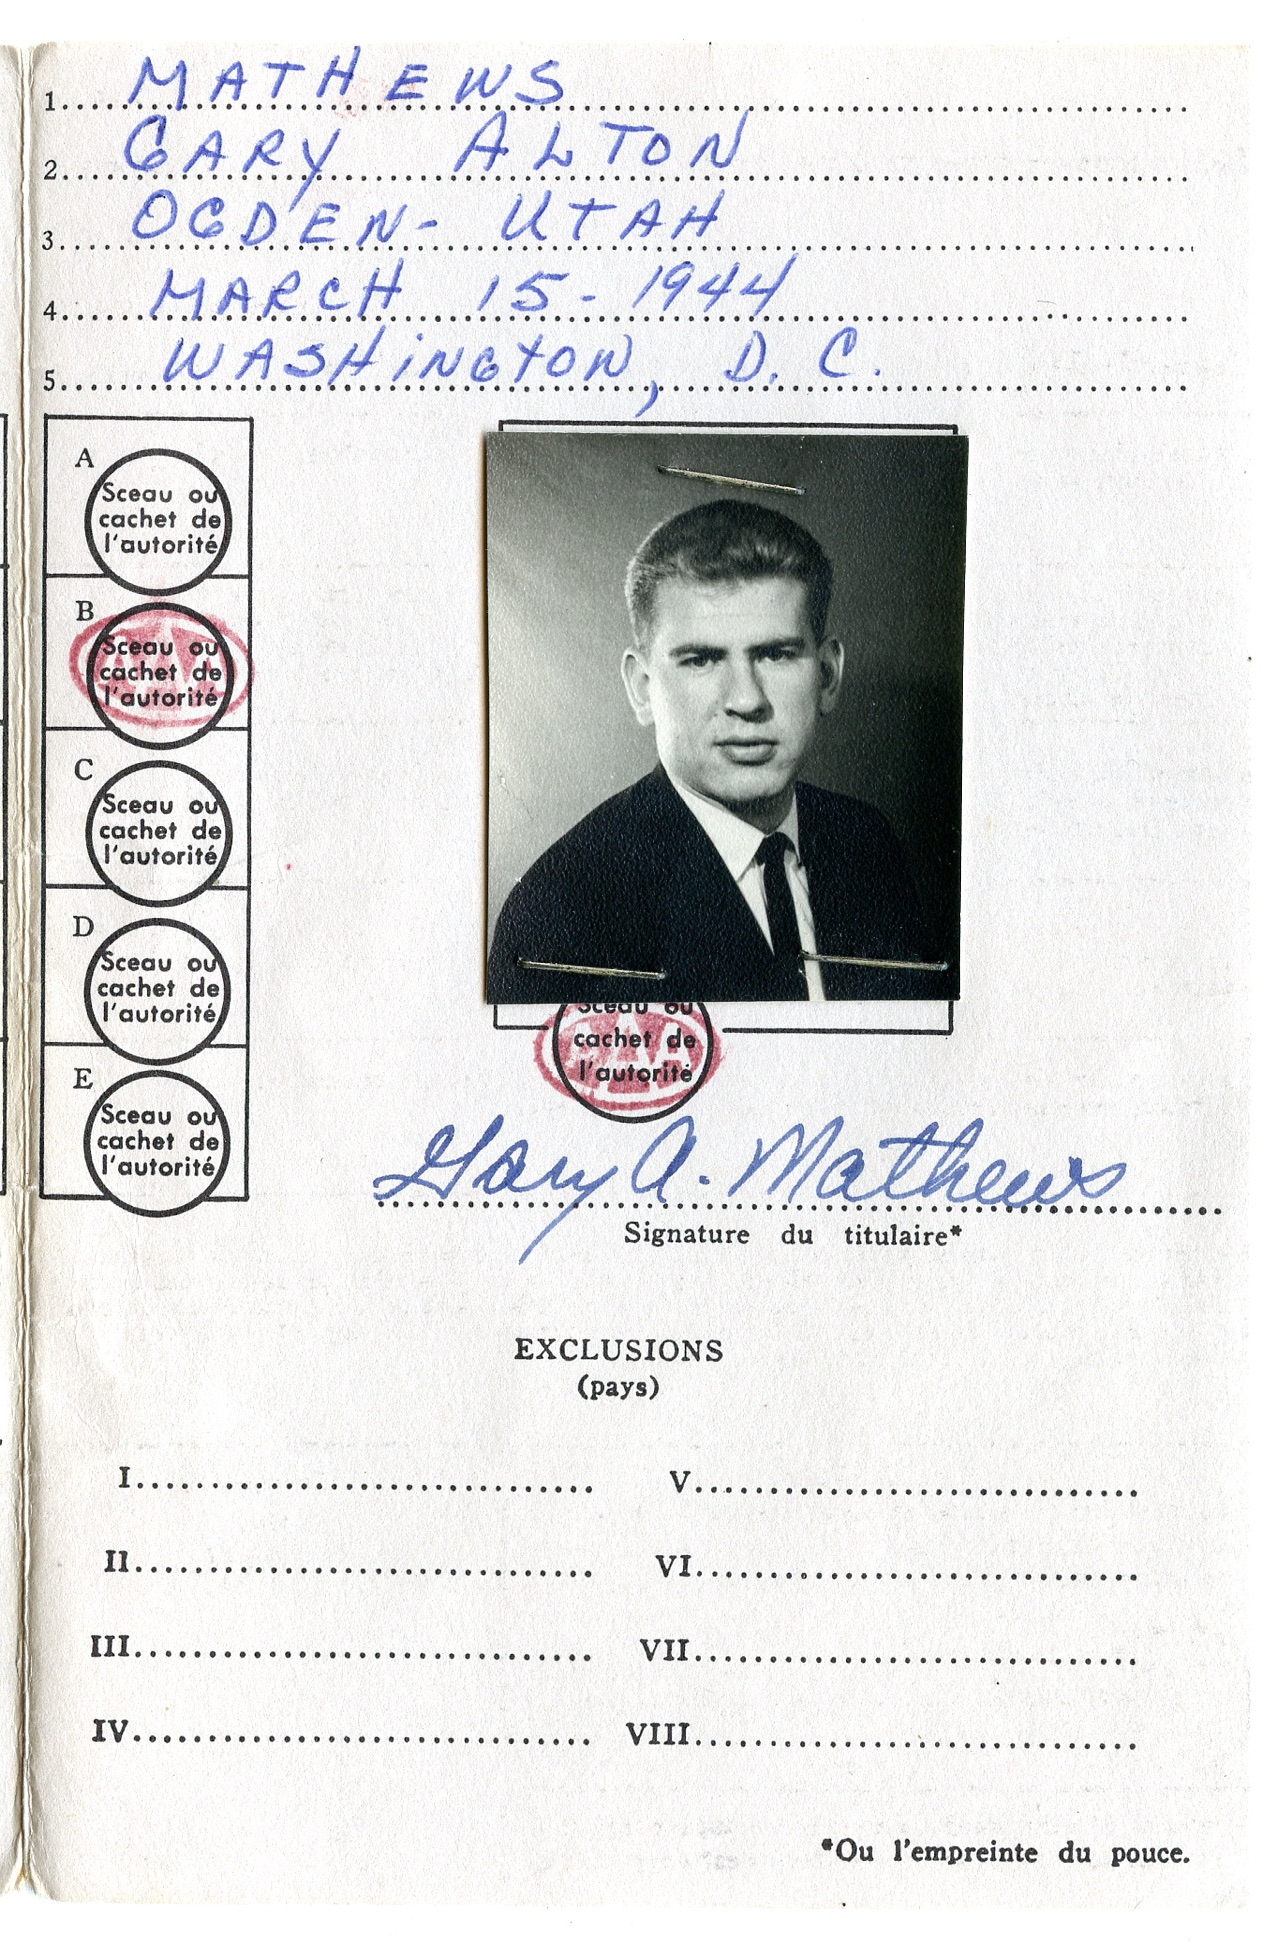 1. MATHEWS
2. GARY ALTON
3. OGDEN- UTAH
4. MARCH 15-1944
5. WASHINGTON, D. C.
A
Sceau ou
cachet de
l'autorité
B
Sceau ou
cachet de
l'autorité
AAA
C
Sceau ou
cachet de
l'autorité
D
Sceau ou
cachet de
l'autorité
E
Sceau ou
cachet de
l'autorité
Sceau ou
cachet de
l'autorité
AAA
Gary A. Mathews
Signature du titulaire*
EXCLUSIONS
(pays)
I V
II VI
III VII
IV VIII
*Ou l'empreinte du pouce.